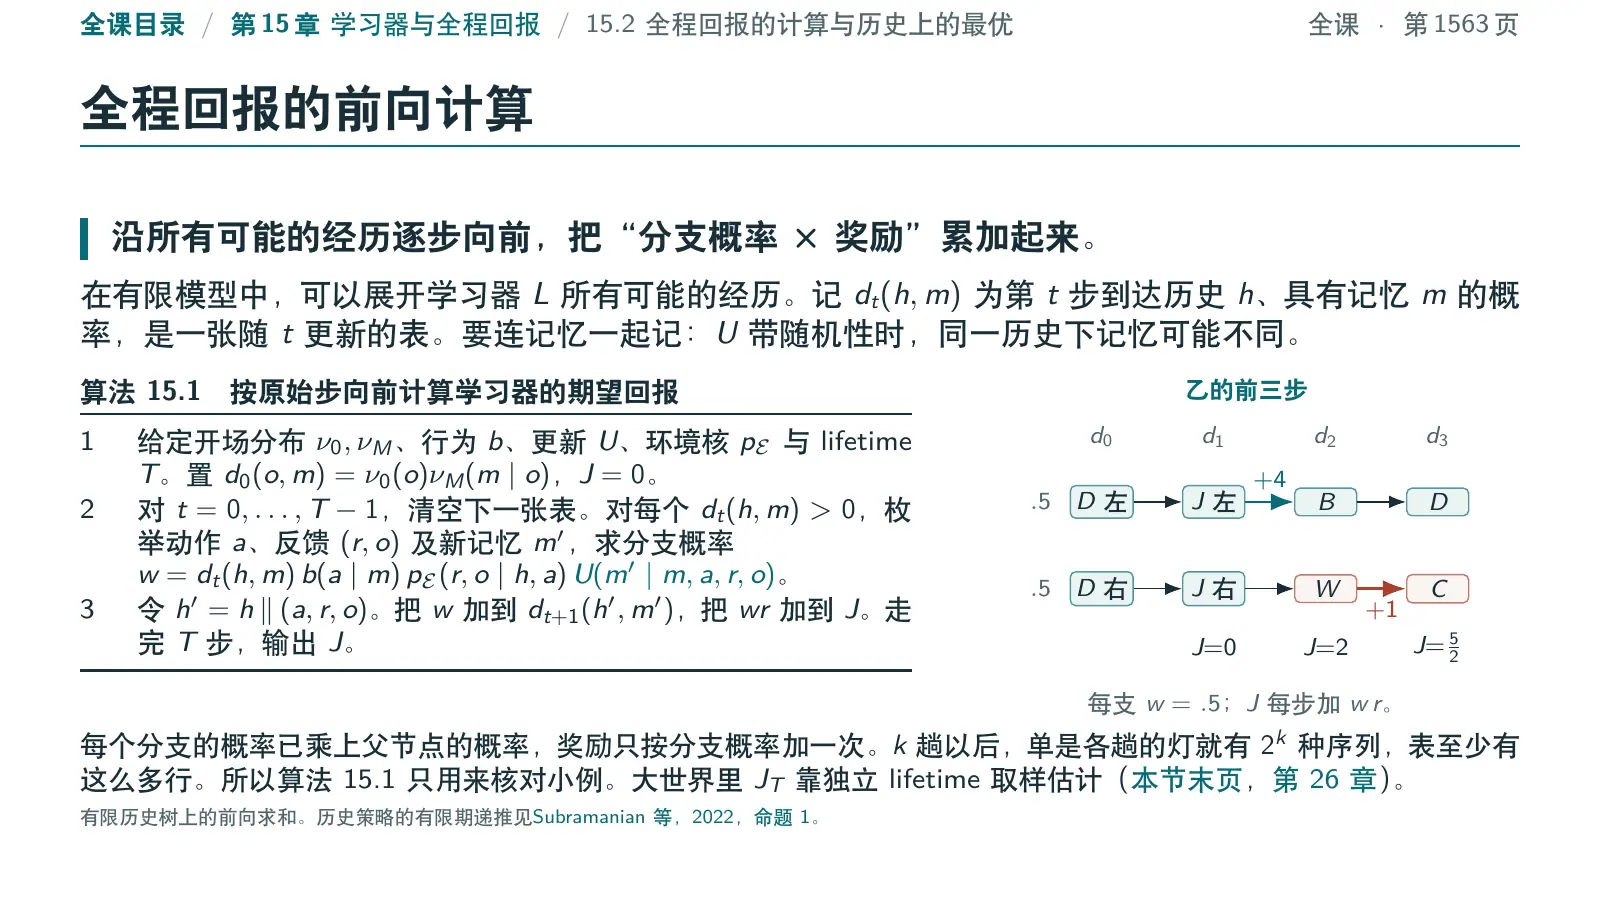 全课目录 / 第 15 章 学习器与全程回报 / 15.2 全程回报的计算与历史上的最优 全课 · 第 1563 页
全程回报的前向计算
沿所有可能的经历逐步向前，把“分支概率 × 奖励”累加起来。
在有限模型中，可以展开学习器 L 所有可能的经历。记 dₜ(h, m) 为第 t 步到达历史 h、具有记忆 m 的概
率，是一张随 t 更新的表。要连记忆一起记：U 带随机性时，同一历史下记忆可能不同。
算法 15.1 按原始步向前计算学习器的期望回报
1 给定开场分布 ν₀, ν_M、行为 b、更新 U、环境核 p_ℰ 与 lifetime
T。置 d₀(o, m) = ν₀(o)ν_M(m | o)，J = 0。
2 对 t = 0, . . . , T − 1，清空下一张表。对每个 dₜ(h, m) > 0，枚
举动作 a、反馈 (r, o) 及新记忆 m′，求分支概率
w = dₜ(h, m) b(a | m) p_ℰ(r, o | h, a) U(m′ | m, a, r, o)。
3 令 h′ = h ∥ (a, r, o)。把 w 加到 dₜ₊₁(h′, m′)，把 wr 加到 J。走
完 T 步，输出 J。
乙的前三步
d₀ d₁ d₂ d₃
+4
.5 D 左 J 左 B D
.5 D 右 J 右 W C
+1
J=0 J=2 J=5/2
每支 w = .5；J 每步加 w r。
每个分支的概率已乘上父节点的概率，奖励只按分支概率加一次。k 趟以后，单是各趟的灯就有 2ᵏ 种序列，表至少有
这么多行。所以算法 15.1 只用来核对小例。大世界里 J_T 靠独立 lifetime 取样估计（本节末页，第 26 章）。
有限历史树上的前向求和。历史策略的有限期递推见Subramanian 等，2022，命题 1。